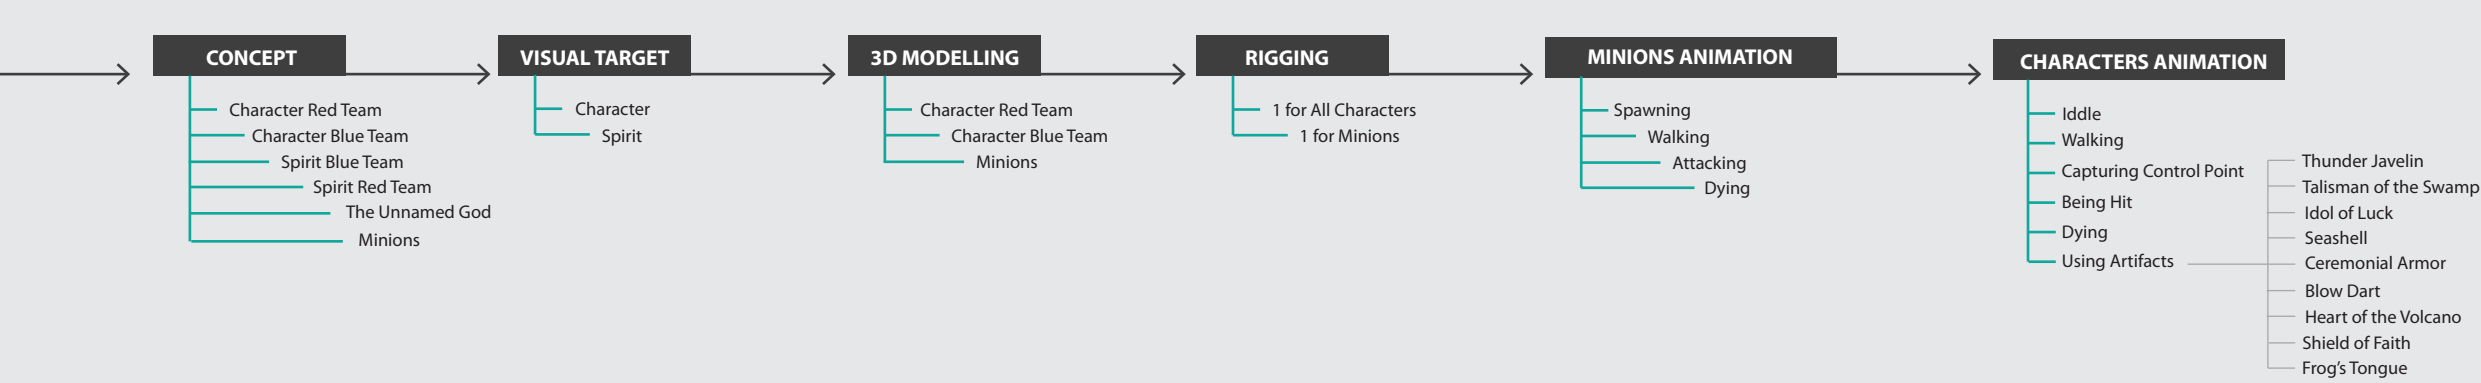 CONCEPT
Character Red Team
Character Blue Team
Spirit Blue Team
Spirit Red Team
The Unnamed God
Minions
VISUAL TARGET
Character
Spirit
3D MODELLING
Character Red Team
Character Blue Team
Minions
RIGGING
1 for All Characters
1 for Minions
MINIONS ANIMATION
Spawning
Walking
Attacking
Dying
CHARACTERS ANIMATION
Iddle
Walking
Capturing Control Point
Being Hit
Dying
Using Artifacts
Thunder Javelin
Talisman of the Swamp
Idol of Luck
Seashell
Ceremonial Armor
Blow Dart
Heart of the Volcano
Shield of Faith
Frog's Tongue